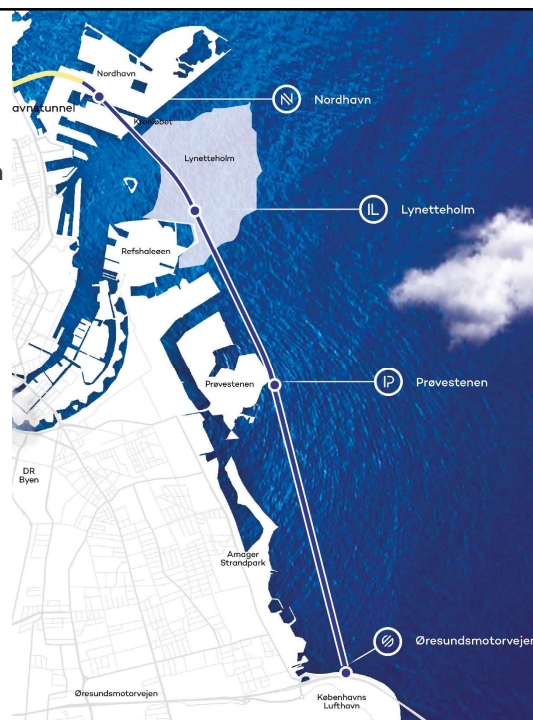 Nordhavn
Nordhavn
avnstunnel
Kronløbet
Lynetteholm
n
Lynetteholm
Refshaleøen
Prøvestenen
Prøvestenen
DR
Byen
Amager
Strandpark
Øresundsmotorvejen
Øresundsmotorvejen
Københavns
Lufthavn